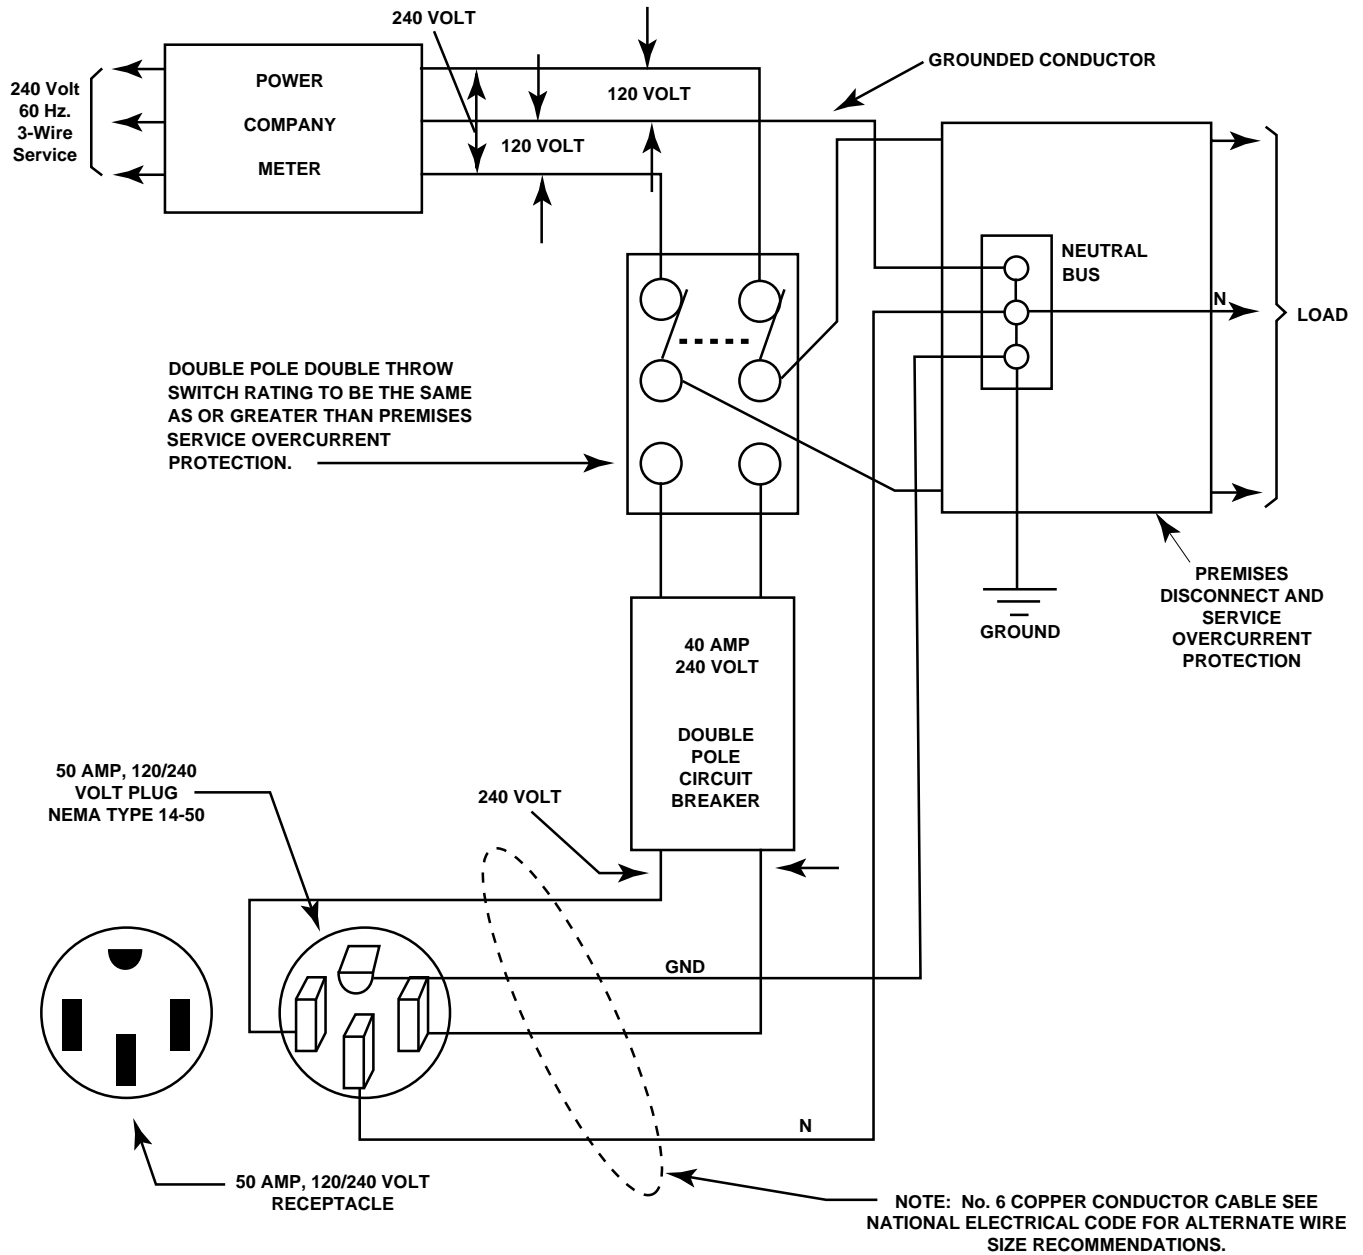 240 VOLT
GROUNDED CONDUCTOR
240 Volt
60 Hz.
3-Wire
Service
POWER
COMPANY
METER
120 VOLT
120 VOLT
NEUTRAL
BUS
N
LOAD
DOUBLE POLE DOUBLE THROW
SWITCH RATING TO BE THE SAME
AS OR GREATER THAN PREMISES
SERVICE OVERCURRENT
PROTECTION.
GROUND
PREMISES
DISCONNECT AND
SERVICE
OVERCURRENT
PROTECTION
40 AMP
240 VOLT
DOUBLE
POLE
CIRCUIT
BREAKER
50 AMP, 120/240
VOLT PLUG
NEMA TYPE 14-50
240 VOLT
GND
N
50 AMP, 120/240 VOLT
RECEPTACLE
NOTE: No. 6 COPPER CONDUCTOR CABLE SEE
NATIONAL ELECTRICAL CODE FOR ALTERNATE WIRE
SIZE RECOMMENDATIONS.